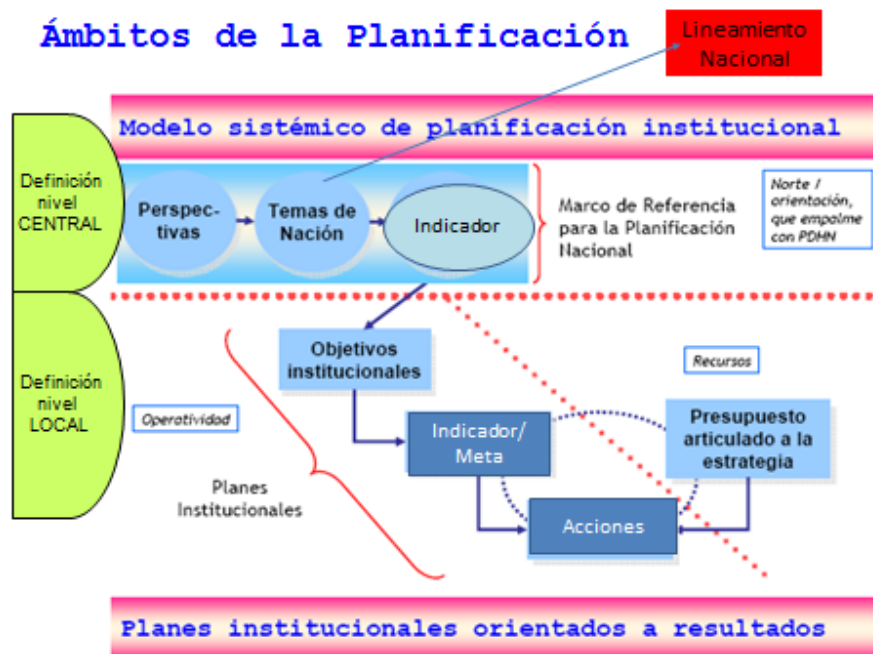 Ámbitos de la Planificación
Lineamiento
Nacional
Modelo sistémico de planificación institucional
Definición
nivel
CENTRAL
Perspec-
tivas
Temas de
Nación
Indicador
Marco de Referencia
para la Planificación
Nacional
Norte /
orientación,
que empalme
con PDHN
Definición
nivel
LOCAL
Operatividad
Objetivos
institucionales
Recursos
Indicador/
Meta
Presupuesto
articulado a la
estrategia
Planes
Institucionales
Acciones
Planes institucionales orientados a resultados